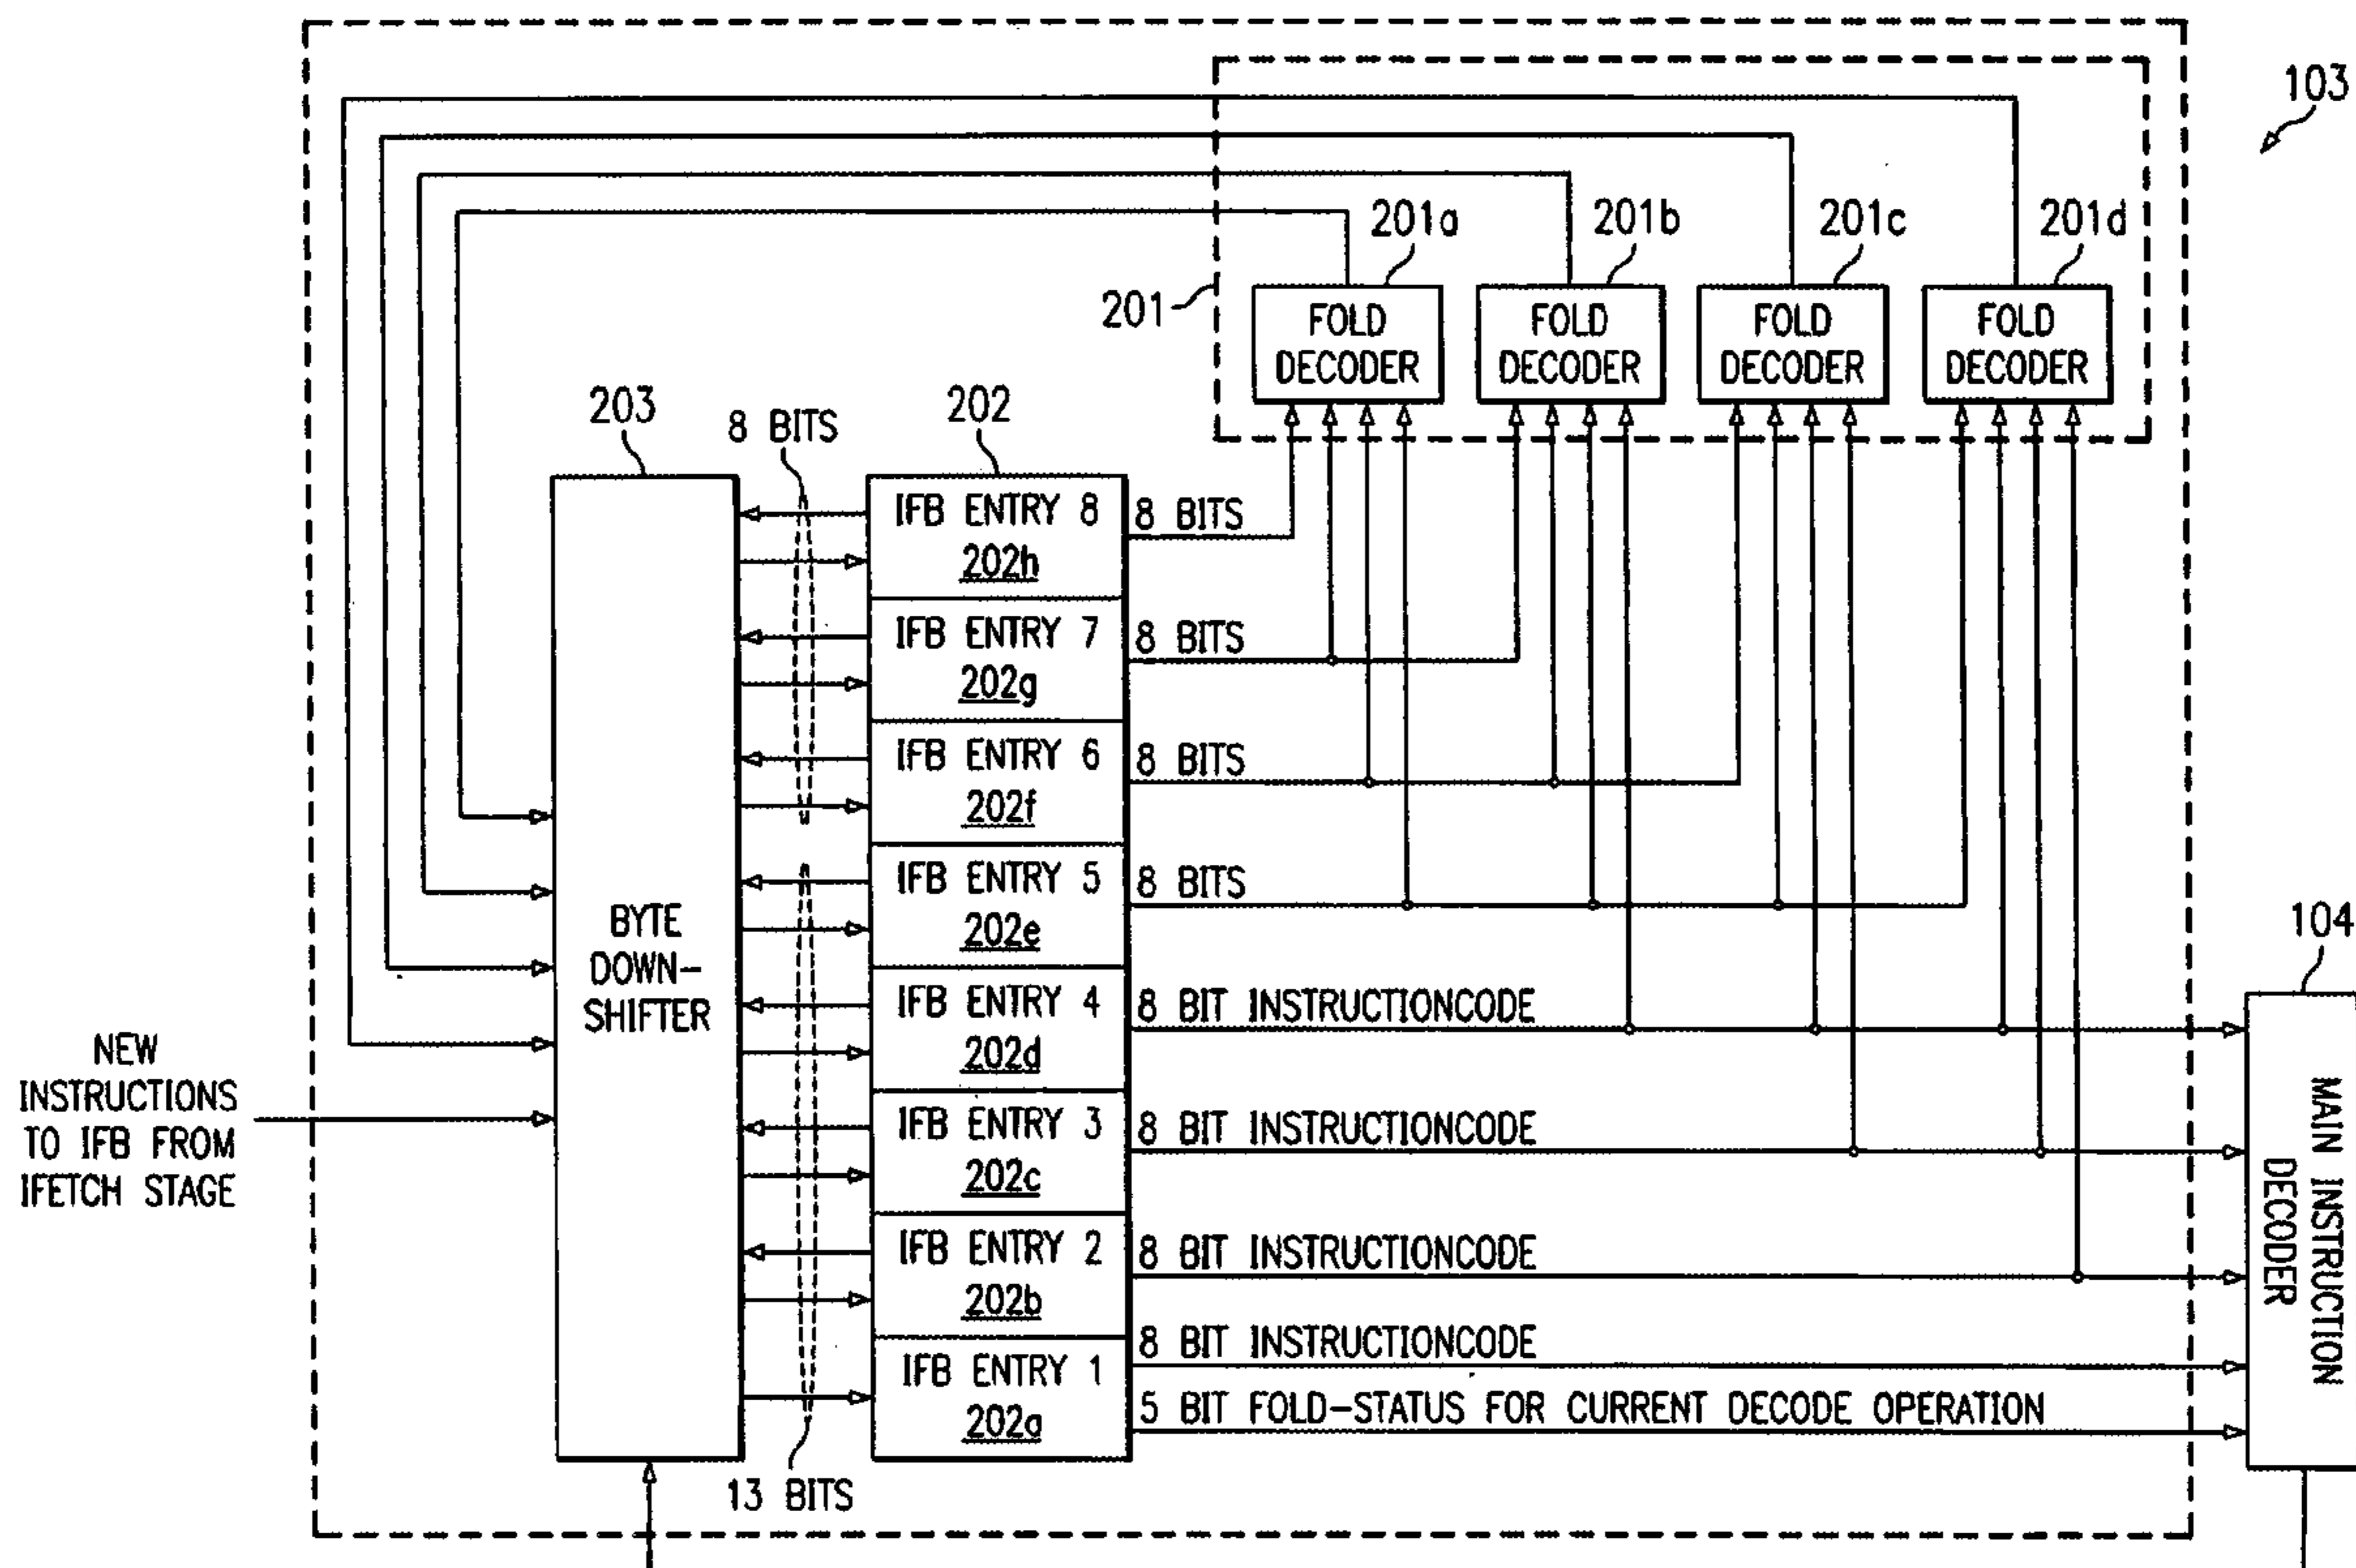 103
201a
201b
201c
201d
201
FOLD
DECODER
FOLD
DECODER
FOLD
DECODER
FOLD
DECODER
203
8 BITS
202
IFB ENTRY 8
202h
8 BITS
IFB ENTRY 7
202g
8 BITS
IFB ENTRY 6
202f
8 BITS
IFB ENTRY 5
202e
8 BITS
BYTE
DOWN-
SHIFTER
104
IFB ENTRY 4
202d
8 BIT INSTRUCTIONCODE
NEW
INSTRUCTIONS
TO IFB FROM
IFETCH STAGE
IFB ENTRY 3
202c
8 BIT INSTRUCTIONCODE
MAIN INSTRUCTION
DECODER
IFB ENTRY 2
202b
8 BIT INSTRUCTIONCODE
IFB ENTRY 1
202a
8 BIT INSTRUCTIONCODE
5 BIT FOLD-STATUS FOR CURRENT DECODE OPERATION
13 BITS